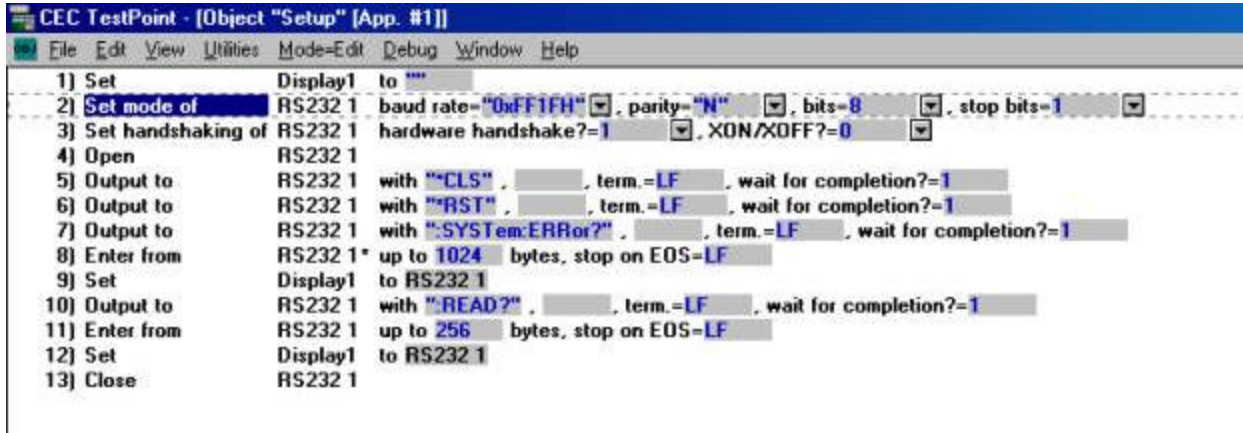 CEC TestPoint - [Object "Setup" [App. #1]]
File Edit View Utilities Mode=Edit Debug Window Help
1) Set Display1 to ""
2) Set mode of RS232 1 baud rate="0xFF1FH" , parity="N" , bits=8 , stop bits=1
3) Set handshaking of RS232 1 hardware handshake?=1 , XON/XOFF?=0
4) Open RS232 1
5) Output to RS232 1 with "*CLS" , , term.=LF , wait for completion?=1
6) Output to RS232 1 with "*RST" , , term.=LF , wait for completion?=1
7) Output to RS232 1 with ":SYSTem:ERRor?" , , term.=LF , wait for completion?=1
8) Enter from RS232 1* up to 1024 bytes, stop on EOS=LF
9) Set Display1 to RS232 1
10) Output to RS232 1 with ":READ?" , , term.=LF , wait for completion?=1
11) Enter from RS232 1 up to 256 bytes, stop on EOS=LF
12) Set Display1 to RS232 1
13) Close RS232 1